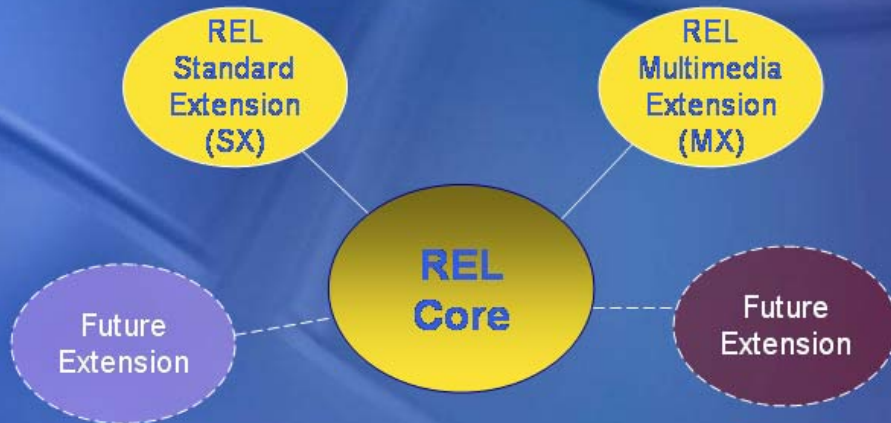 REL
Standard
Extension
(SX)
REL
Multimedia
Extension
(MX)
REL
Core
Future
Extension
Future
Extension